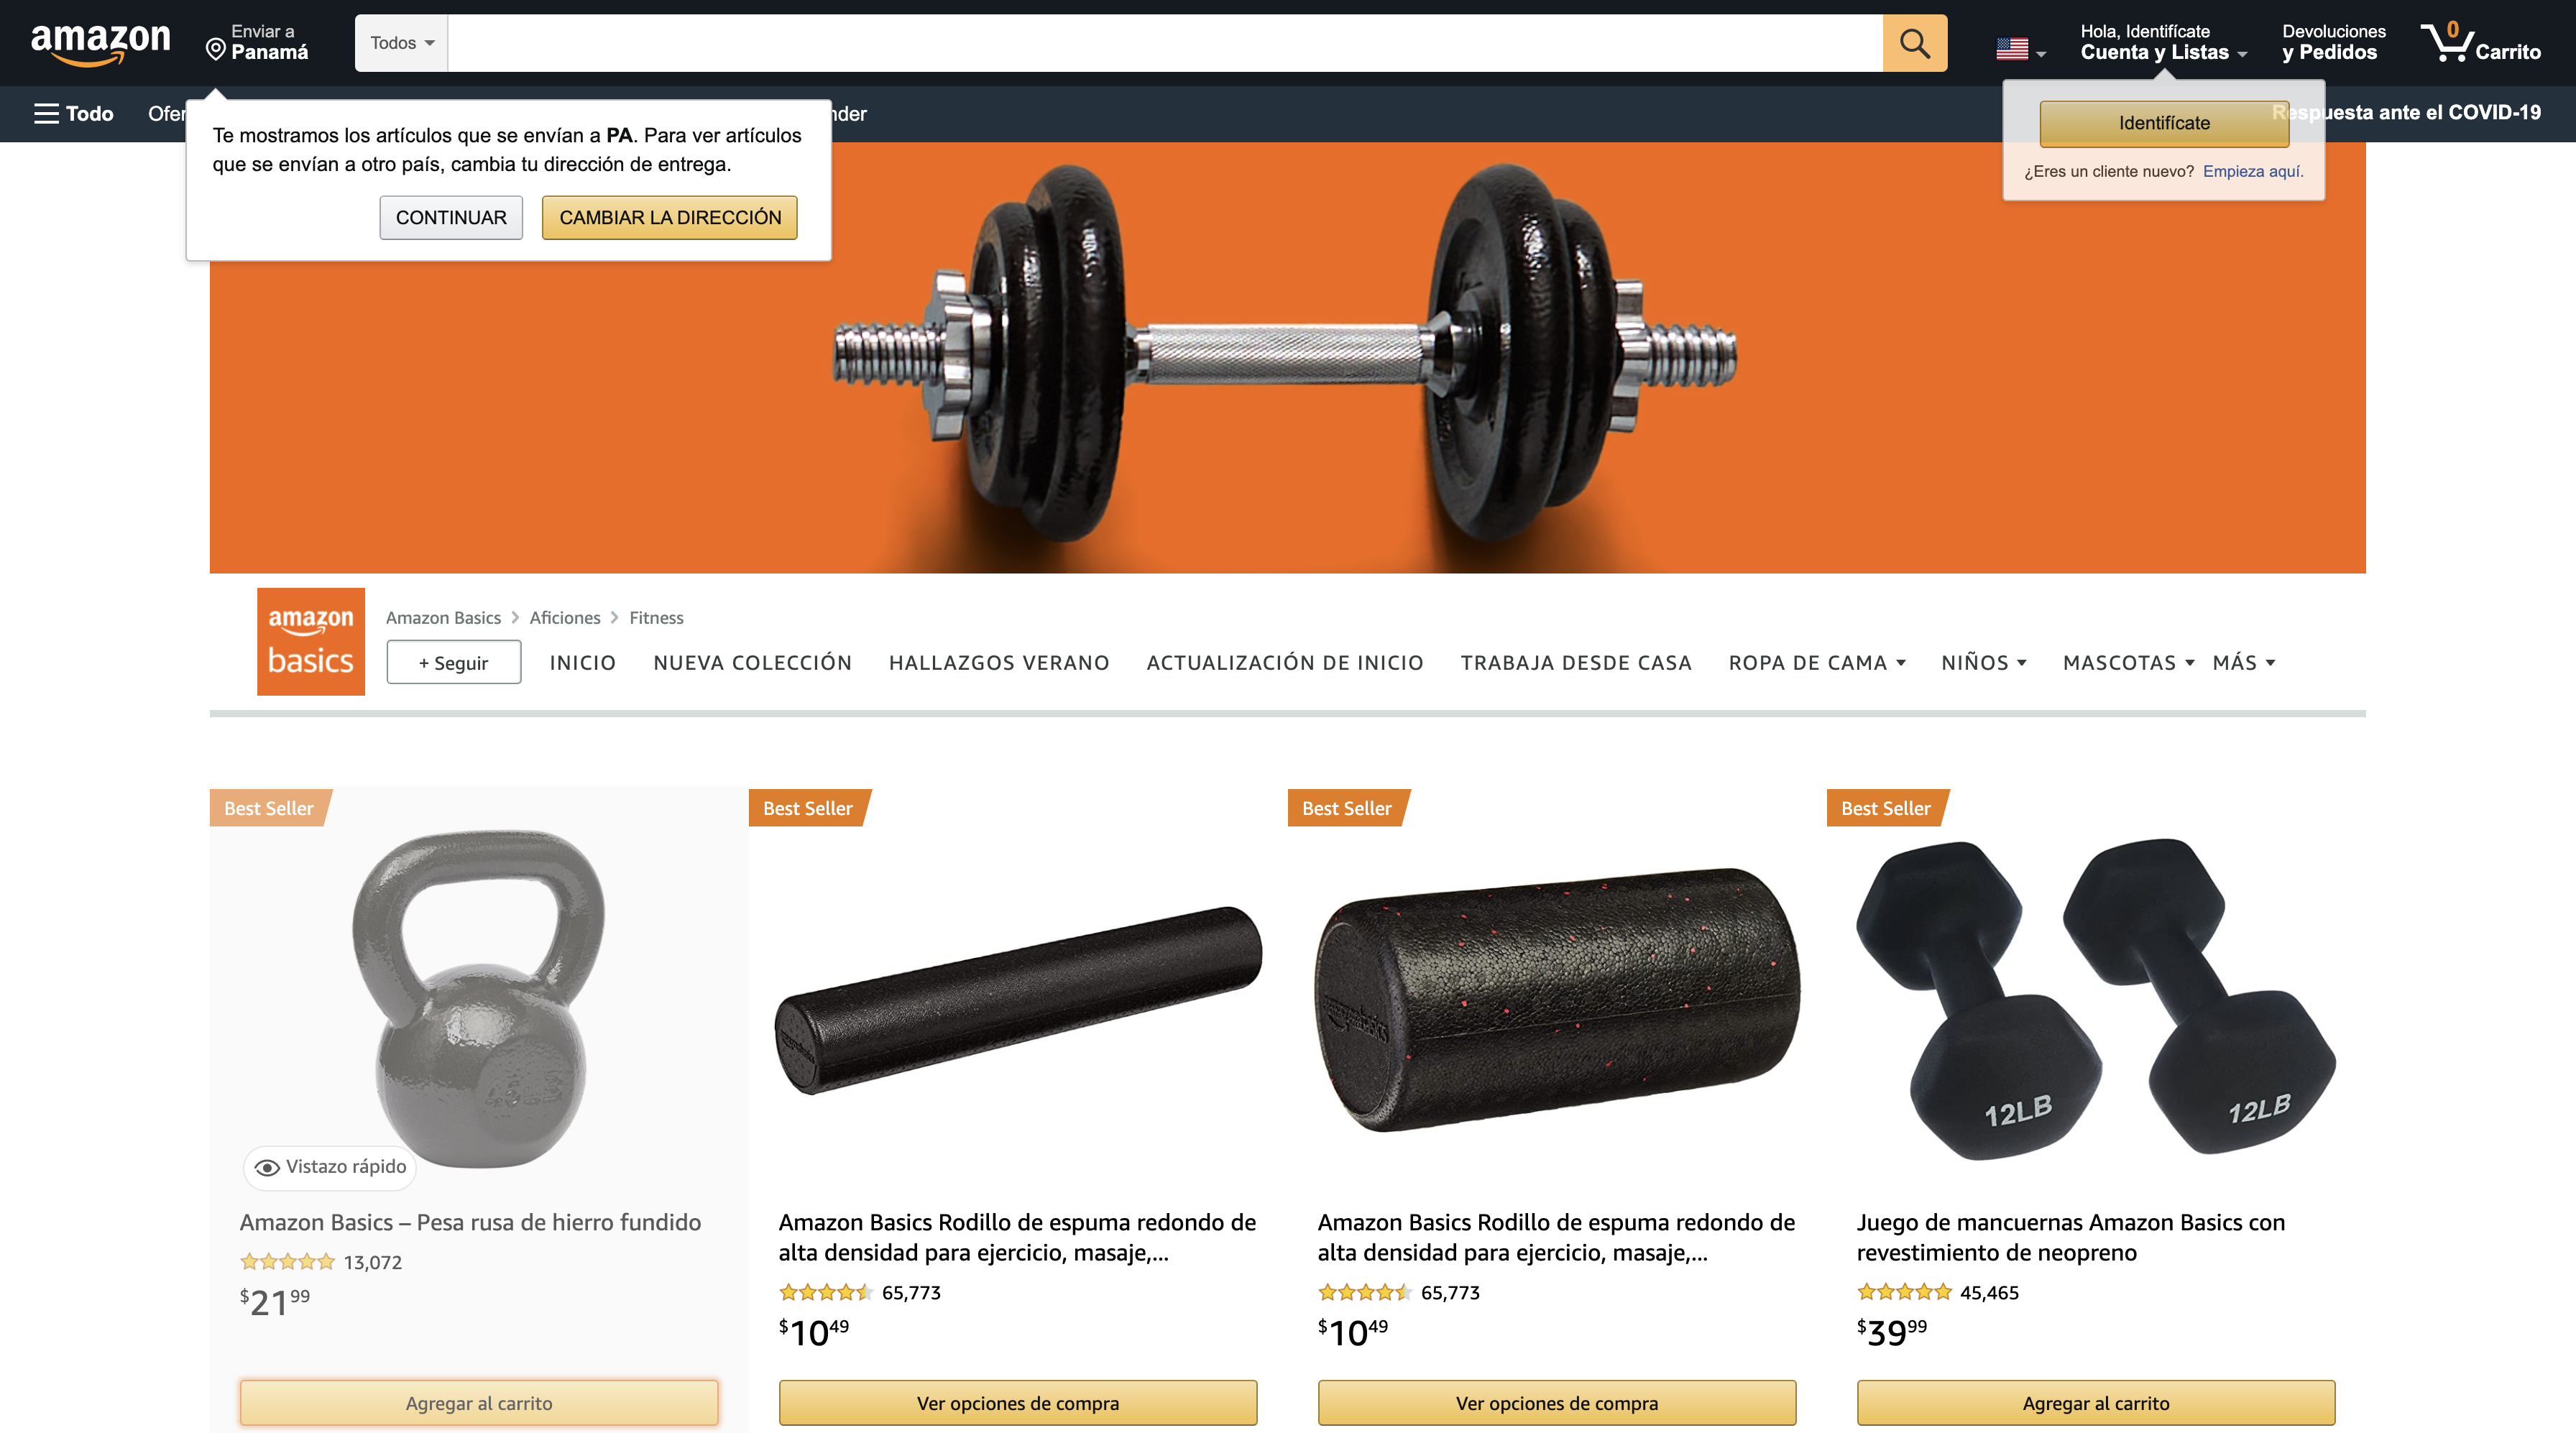 amazon
Enviar a
Panamá
Todos
Hola, Identifícate
Cuenta y Listas
Devoluciones
y Pedidos
0
Carrito
Todo
Respuesta ante el COVID-19
Te mostramos los artículos que se envían a PA. Para ver artículos
que se envían a otro país, cambia tu dirección de entrega.
CONTINUAR
CAMBIAR LA DIRECCIÓN
Identifícate
¿Eres un cliente nuevo? Empieza aquí.
amazon
basics
Amazon Basics > Aficiones > Fitness
+ Seguir
INICIO
NUEVA COLECCIÓN
HALLAZGOS VERANO
ACTUALIZACIÓN DE INICIO
TRABAJA DESDE CASA
ROPA DE CAMA
NIÑOS
MASCOTAS
MÁS
Best Seller
Vistazo rápido
Amazon Basics – Pesa rusa de hierro fundido
13,072
$21.99
Agregar al carrito
Best Seller
Amazon Basics Rodillo de espuma redondo de
alta densidad para ejercicio, masaje,...
65,773
$10.49
Ver opciones de compra
Best Seller
Amazon Basics Rodillo de espuma redondo de
alta densidad para ejercicio, masaje,...
65,773
$10.49
Ver opciones de compra
Best Seller
12LB
12LB
Juego de mancuernas Amazon Basics con
revestimiento de neopreno
45,465
$39.99
Agregar al carrito